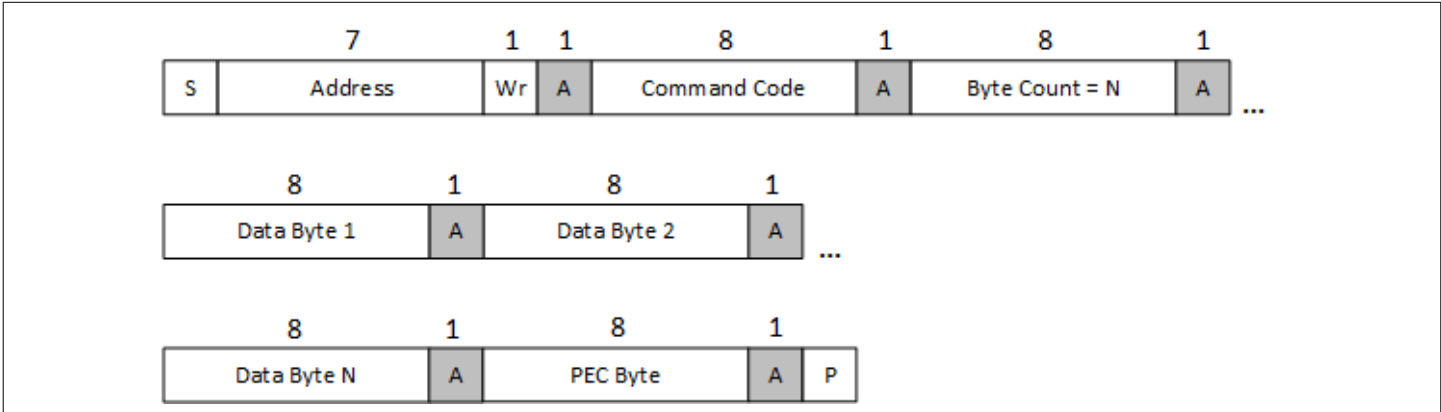 7 1 1 8 1 8 1
S Address Wr A Command Code A Byte Count = N A ...
8 1 8 1
Data Byte 1 A Data Byte 2 A ...
8 1 8 1
Data Byte N A PEC Byte A P